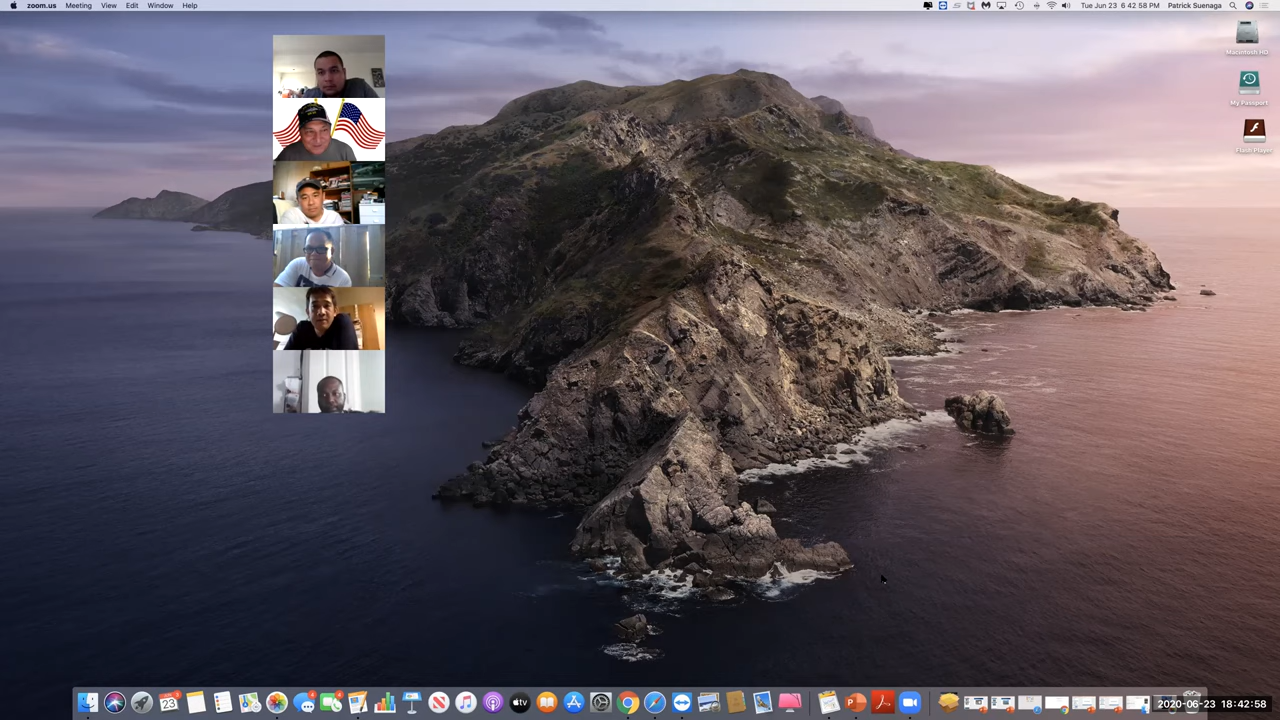 zoom.us Meeting View Edit Window Help
Tue Jun 23 6 42 58 PM Patrick Suenaga
Macintosh HD
My Passport
Flash Player
2020-06-23 18:42:58